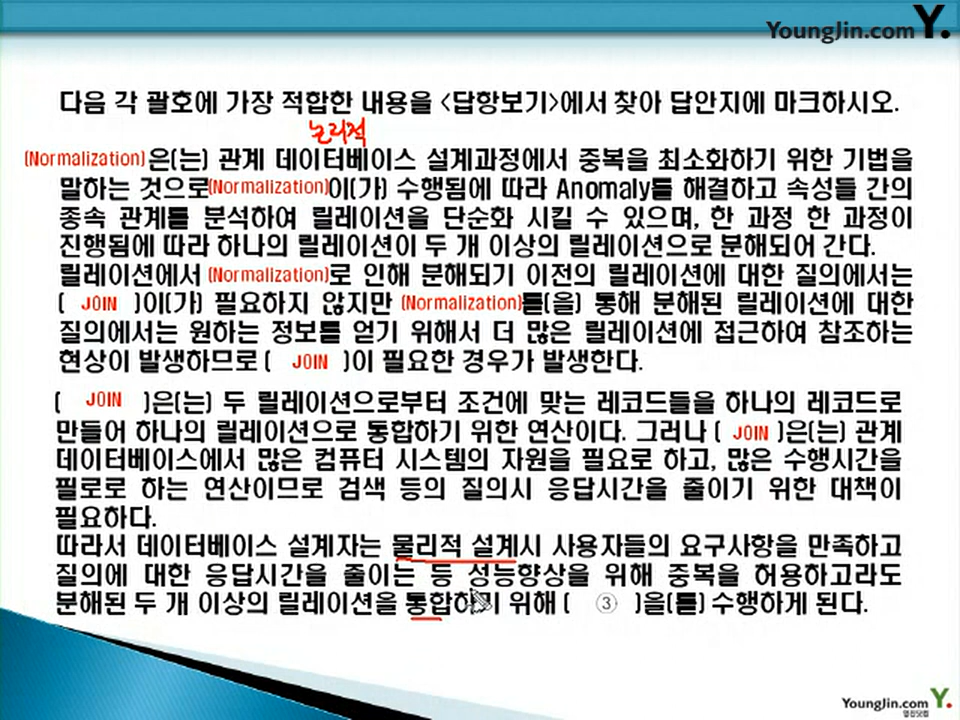 YoungJin.com Y.
다음 각 괄호에 가장 적합한 내용을 <답항보기>에서 찾아 답안지에 마크하시오.
논리적
(Normalization)은(는) 관계 데이터베이스 설계과정에서 중복을 최소화하기 위한 기법을
말하는 것으로(Normalization)이(가) 수행됨에 따라 Anomaly를 해결하고 속성들 간의
종속 관계를 분석하여 릴레이션을 단순화 시킬 수 있으며, 한 과정 한 과정이
진행됨에 따라 하나의 릴레이션이 두 개 이상의 릴레이션으로 분해되어 간다.
릴레이션에서 (Normalization)로 인해 분해되기 이전의 릴레이션에 대한 질의에서는
( JOIN )이(가) 필요하지 않지만 (Normalization)를(을) 통해 분해된 릴레이션에 대한
질의에서는 원하는 정보를 얻기 위해서 더 많은 릴레이션에 접근하여 참조하는
현상이 발생하므로 ( JOIN )이 필요한 경우가 발생한다.
( JOIN )은(는) 두 릴레이션으로부터 조건에 맞는 레코드들을 하나의 레코드로
만들어 하나의 릴레이션으로 통합하기 위한 연산이다. 그러나 ( JOIN )은(는) 관계
데이터베이스에서 많은 컴퓨터 시스템의 자원을 필요로 하고, 많은 수행시간을
필로로 하는 연산이므로 검색 등의 질의시 응답시간을 줄이기 위한 대책이
필요하다.
따라서 데이터베이스 설계자는 물리적 설계시 사용자들의 요구사항을 만족하고
질의에 대한 응답시간을 줄이는 등 성능향상을 위해 중복을 허용하고라도
분해된 두 개 이상의 릴레이션을 통합하기 위해 ( ③ )을(를) 수행하게 된다.
YoungJin.com Y.
영진닷컴